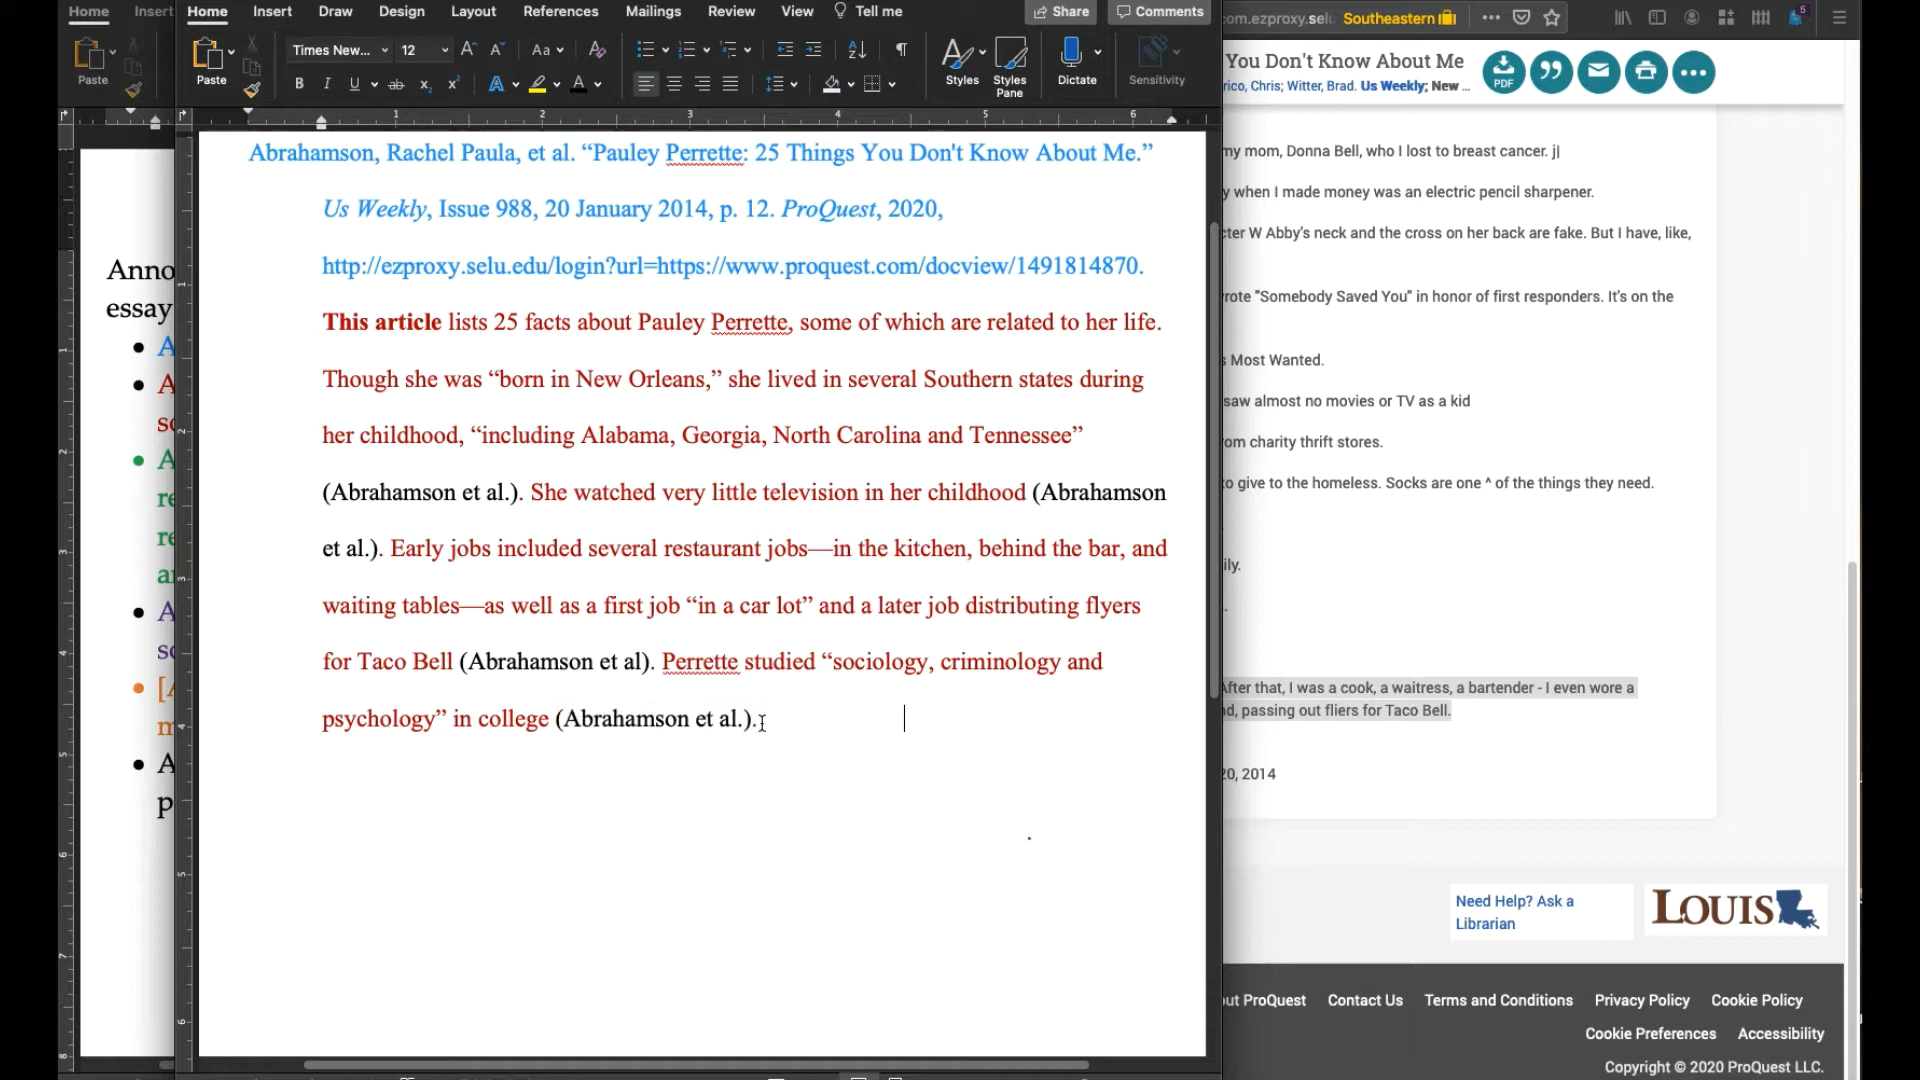 Home Insert
Home Insert Draw Design Layout References Mailings Review View Tell me Share Comments
Paste
Paste Times New... 12 Aa Styles Styles Pane Dictate Sensitivity
Abrahamson, Rachel Paula, et al. “Pauley Perrette: 25 Things You Don't Know About Me.”
Us Weekly, Issue 988, 20 January 2014, p. 12. ProQuest, 2020,
http://ezproxy.selu.edu/login?url=https://www.proquest.com/docview/1491814870.
This article lists 25 facts about Pauley Perrette, some of which are related to her life.
Though she was “born in New Orleans,” she lived in several Southern states during
her childhood, “including Alabama, Georgia, North Carolina and Tennessee”
(Abrahamson et al.). She watched very little television in her childhood (Abrahamson
et al.). Early jobs included several restaurant jobs—in the kitchen, behind the bar, and
waiting tables—as well as a first job “in a car lot” and a later job distributing flyers
for Taco Bell (Abrahamson et al). Perrette studied “sociology, criminology and
psychology” in college (Abrahamson et al.).
.
Anno
essay
com.ezproxy.selu Southeastern
You Don't Know About Me
rico, Chris; Witter, Brad. Us Weekly; New ...
PDF
my mom, Donna Bell, who I lost to breast cancer. j|
y when I made money was an electric pencil sharpener.
cter W Abby's neck and the cross on her back are fake. But I have, like,
wrote "Somebody Saved You" in honor of first responders. It's on the
s Most Wanted.
saw almost no movies or TV as a kid
om charity thrift stores.
to give to the homeless. Socks are one ^ of the things they need.
ily.
After that, I was a cook, a waitress, a bartender - I even wore a
nd, passing out fliers for Taco Bell.
20, 2014
Need Help? Ask a
Librarian
LOUIS
out ProQuest Contact Us Terms and Conditions Privacy Policy Cookie Policy
Cookie Preferences Accessibility
Copyright © 2020 ProQuest LLC.